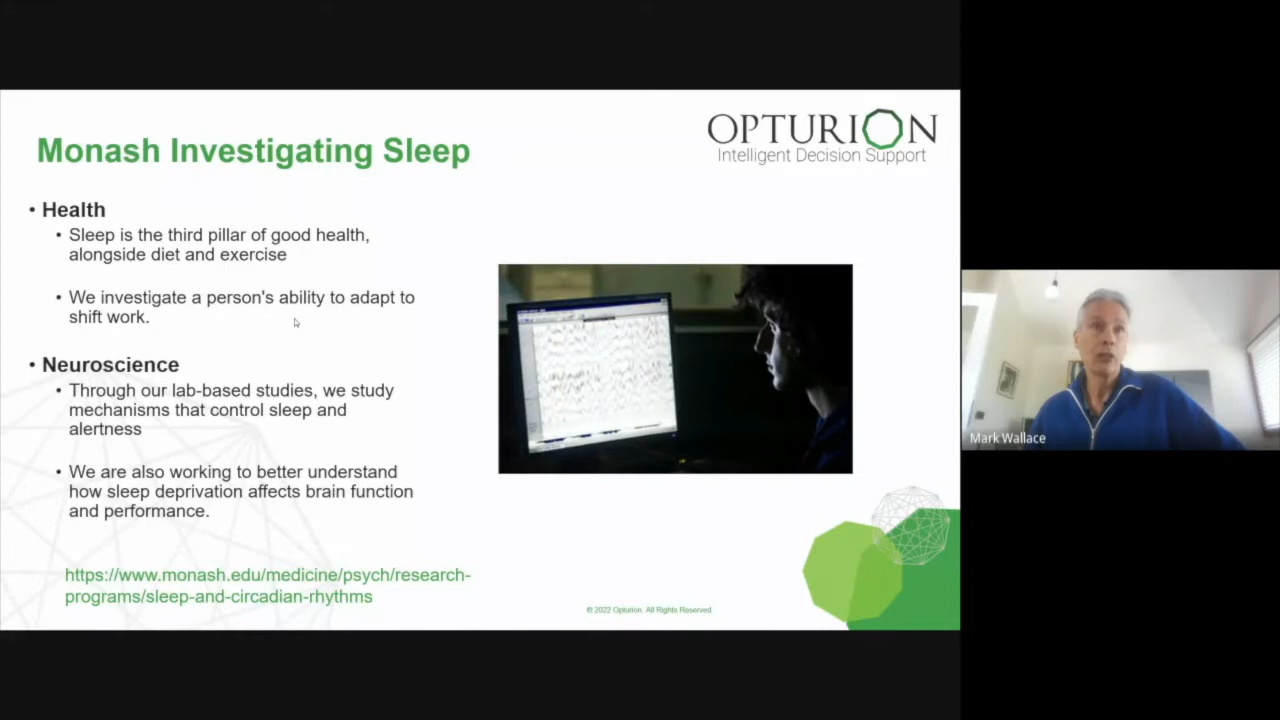 OPTURION
Intelligent Decision Support
Monash Investigating Sleep
• Health
• Sleep is the third pillar of good health,
alongside diet and exercise
• We investigate a person's ability to adapt to
shift work.
• Neuroscience
• Through our lab-based studies, we study
mechanisms that control sleep and
alertness
• We are also working to better understand
how sleep deprivation affects brain function
and performance.
https://www.monash.edu/medicine/psych/research-
programs/sleep-and-circadian-rhythms
© 2022 Opturion. All Rights Reserved.
Mark Wallace